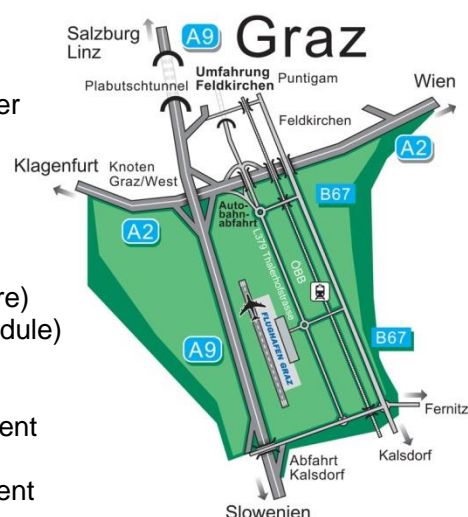 Salzburg
Linz
A9
Graz
Plabutschtunnel
Umfahrung
Feldkirchen
Puntigam
Wien
Feldkirchen
A2
Klagenfurt
Knoten
Graz/West
A2
Auto-
bahn-
abfahrt
B67
L379 Thalerhofstrasse
ÖBB
A9
FLUGHAFEN GRAZ
B67
Fernitz
Kalsdorf
Abfahrt
Kalsdorf
Slowenien